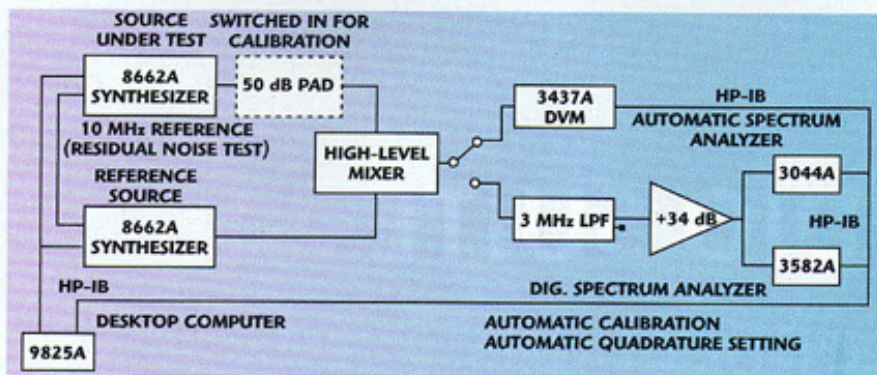 SOURCE
UNDER TEST
SWITCHED IN FOR
CALIBRATION
8662A
SYNTHESIZER
50 dB PAD
10 MHz REFERENCE
(RESIDUAL NOISE TEST)
REFERENCE
SOURCE
8662A
SYNTHESIZER
HIGH-LEVEL
MIXER
3437A
DVM
HP-IB
AUTOMATIC SPECTRUM
ANALYZER
3044A
3 MHz LPF
+34 dB
HP-IB
3582A
HP-IB
DIG. SPECTRUM ANALYZER
DESKTOP COMPUTER
9825A
AUTOMATIC CALIBRATION
AUTOMATIC QUADRATURE SETTING